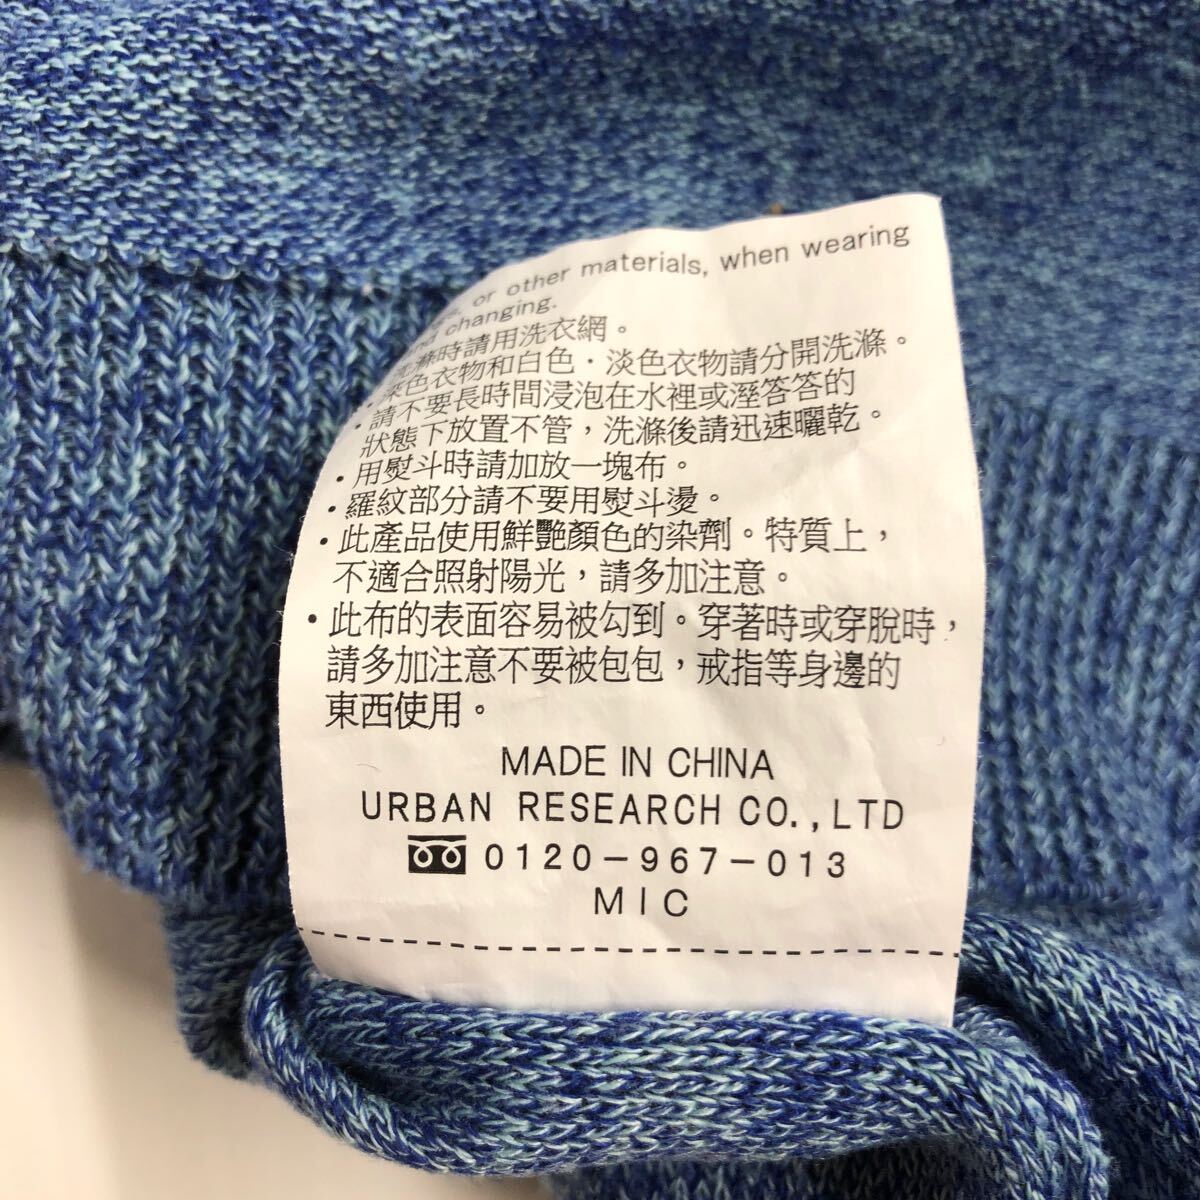 or other materials, when wearing
changing.
滌時請用洗衣網。
深色衣物和白色・淡色衣物請分開洗滌。
・請不要長時間浸泡在水裡或溼答答的
狀態下放置不管，洗滌後請迅速曬乾。
・用熨斗時請加放一塊布。
・羅紋部分請不要用熨斗燙。
・此產品使用鮮艷顏色的染劑。特質上，
不適合照射陽光，請多加注意。
・此布的表面容易被勾到。穿著時或穿脫時，
請多加注意不要被包包，戒指等身邊的
東西使用。
MADE IN CHINA
URBAN RESEARCH CO.,LTD
0120-967-013
MIC